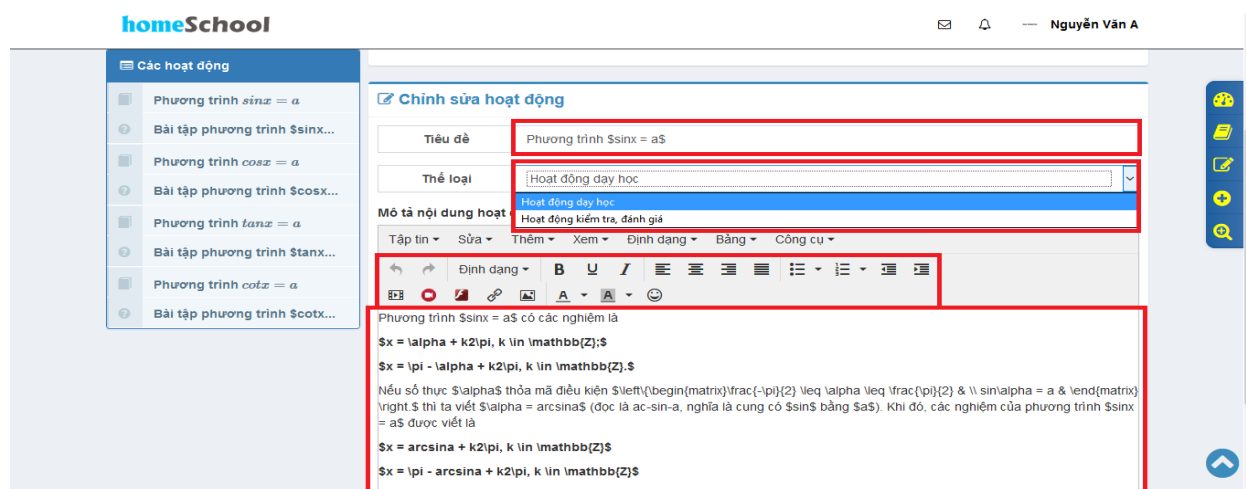 homeSchool
Nguyễn Văn A
Các hoạt động
Phương trình sinx = a
Bài tập phương trình $sinx...
Phương trình cosx = a
Bài tập phương trình $cosx...
Phương trình tanx = a
Bài tập phương trình $tanx...
Phương trình cotx = a
Bài tập phương trình $cotx...
Chỉnh sửa hoạt động
Tiêu đề
Phương trình $sinx = a$
Thể loại
Hoạt động dạy học
Hoạt động dạy học
Hoạt động kiểm tra, đánh giá
Mô tả nội dung hoạt
Tập tin Sửa Thêm Xem Định dạng Bảng Công cụ
Định dạng B U I
A A
Phương trình $sinx = a$ có các nghiệm là
$x = \alpha + k2\pi, k \in \mathbb{Z};$
$x = \pi - \alpha + k2\pi, k \in \mathbb{Z}.$
Nếu số thực $\alpha$ thỏa mã điều kiện $\left\{\begin{matrix}\frac{-\pi}{2} \leq \alpha \leq \frac{\pi}{2} & \\ sin\alpha = a & \end{matrix}
\right.$ thì ta viết $\alpha = arcsina$ (đọc là ac-sin-a, nghĩa là cung có $sin$ bằng $a$). Khi đó, các nghiệm của phương trình $sinx
= a$ được viết là
$x = arcsina + k2\pi, k \in \mathbb{Z}$
$x = \pi - arcsina + k2\pi, k \in \mathbb{Z}$